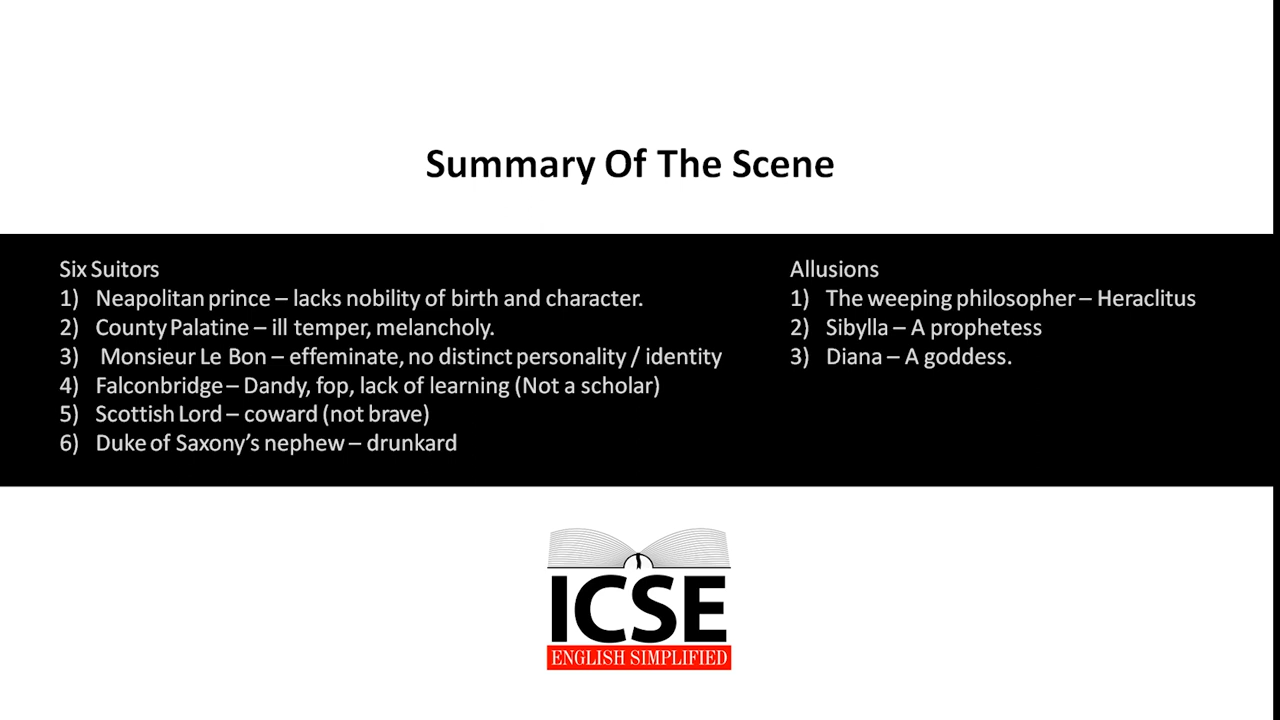 Summary Of The Scene
Six Suitors
1) Neapolitan prince – lacks nobility of birth and character.
2) County Palatine – ill temper, melancholy.
3) Monsieur Le Bon – effeminate, no distinct personality / identity
4) Falconbridge – Dandy, fop, lack of learning (Not a scholar)
5) Scottish Lord – coward (not brave)
6) Duke of Saxony’s nephew – drunkard
Allusions
1) The weeping philosopher – Heraclitus
2) Sibylla – A prophetess
3) Diana – A goddess.
ICSE
ENGLISH SIMPLIFIED